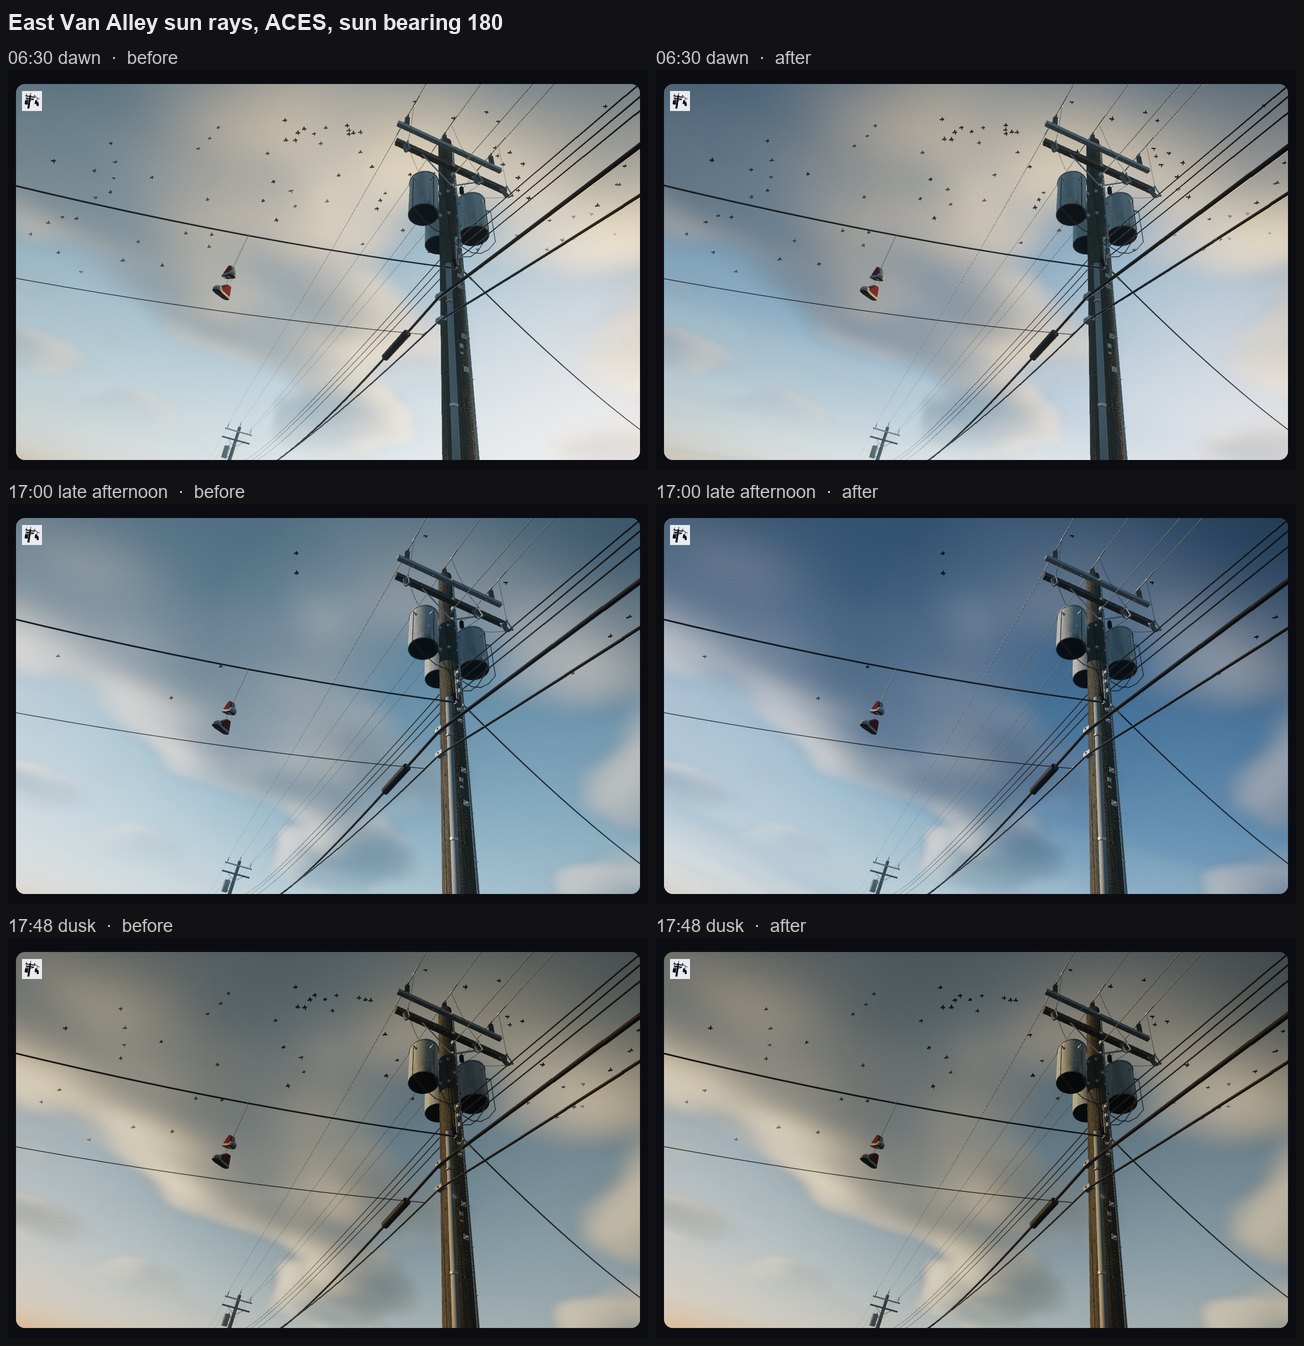 East Van Alley sun rays, ACES, sun bearing 180
06:30 dawn · before
06:30 dawn · after
17:00 late afternoon · before
17:00 late afternoon · after
17:48 dusk · before
17:48 dusk · after